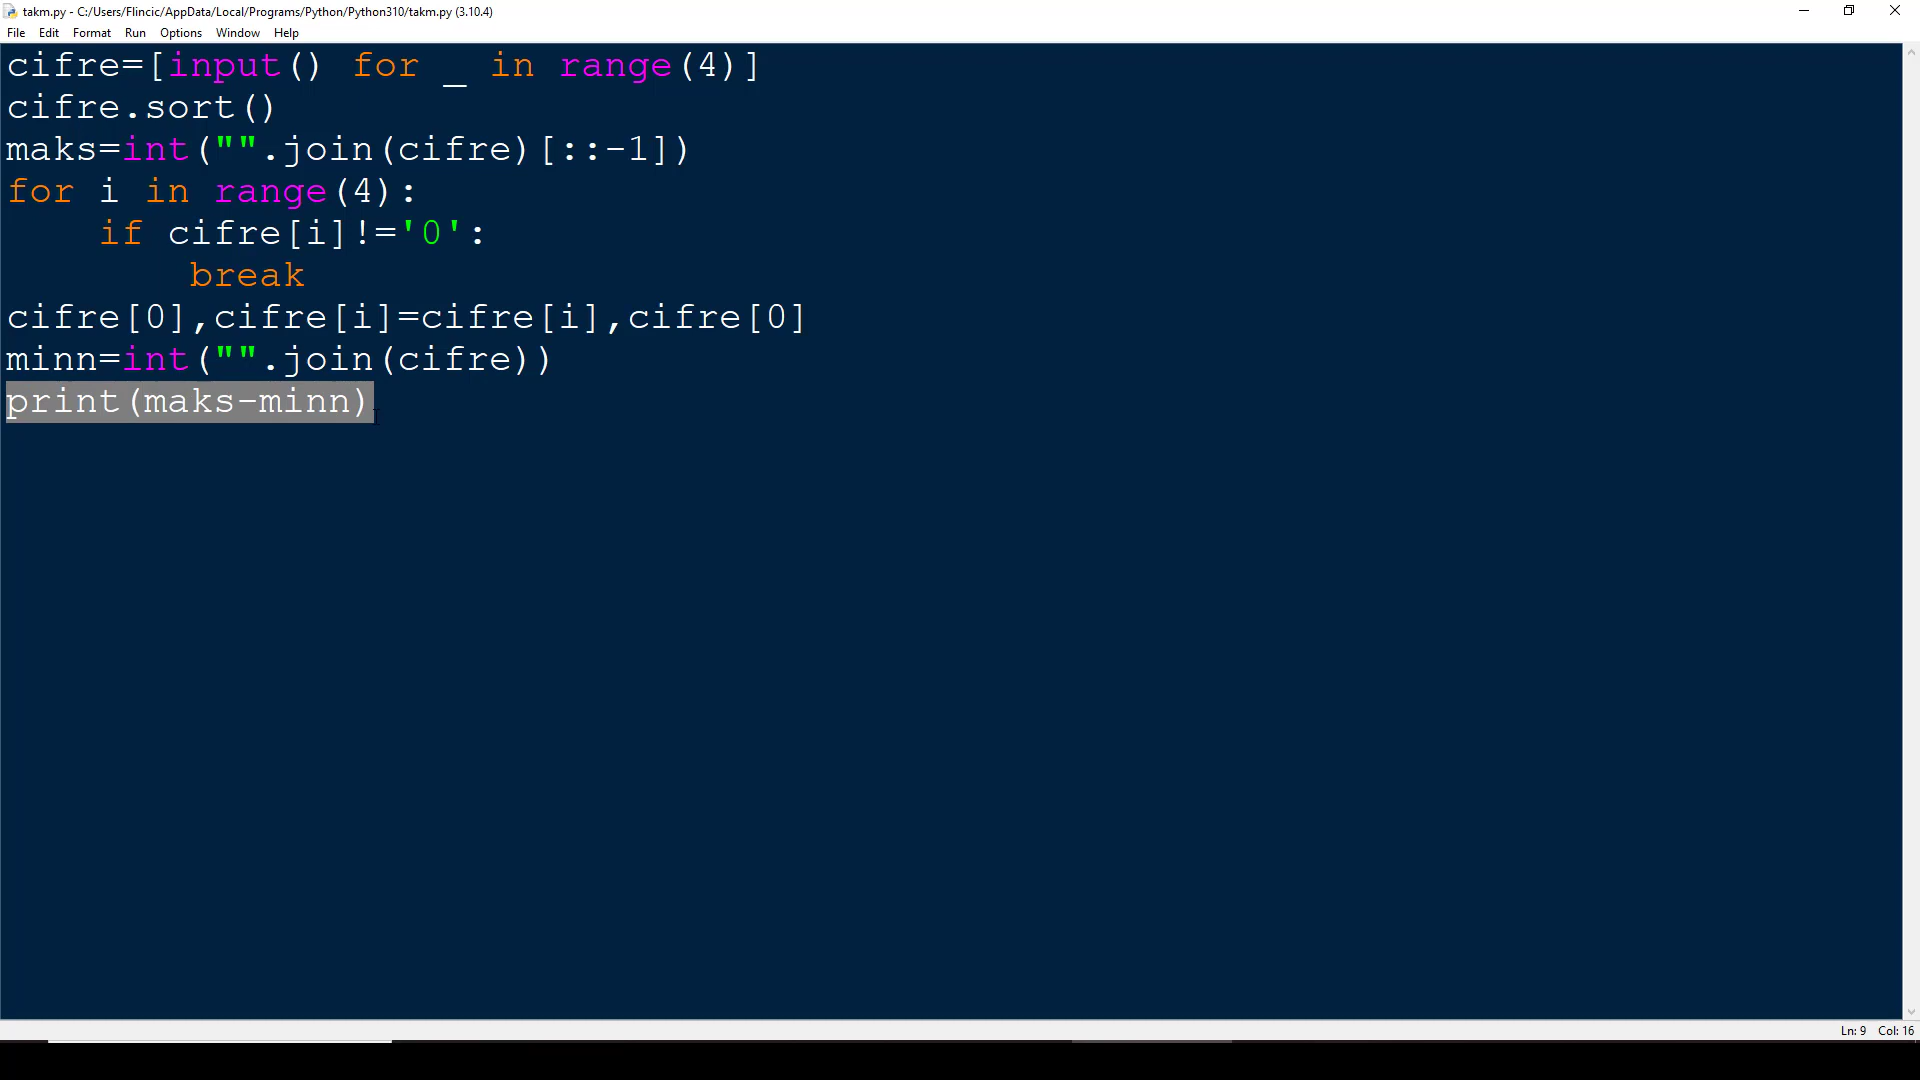 takm.py - C:/Users/Flincic/AppData/Local/Programs/Python/Python310/takm.py (3.10.4)
File Edit Format Run Options Window Help
cifre=[input() for _ in range(4)]
cifre.sort()
maks=int("".join(cifre)[::-1])
for i in range(4):
    if cifre[i]!='0':
        break
cifre[0],cifre[i]=cifre[i],cifre[0]
minn=int("".join(cifre))
print(maks-minn)
Ln: 9 Col: 16